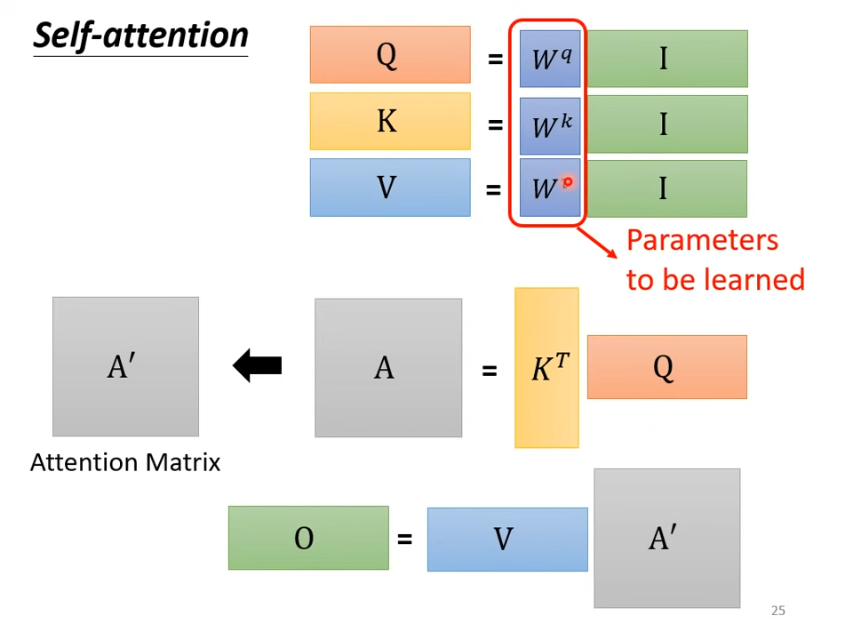 Self-attention
Q = W^q I
K = W^k I
V = W I
Parameters
to be learned
A′ A = K^T Q
Attention Matrix
O = V A′
25